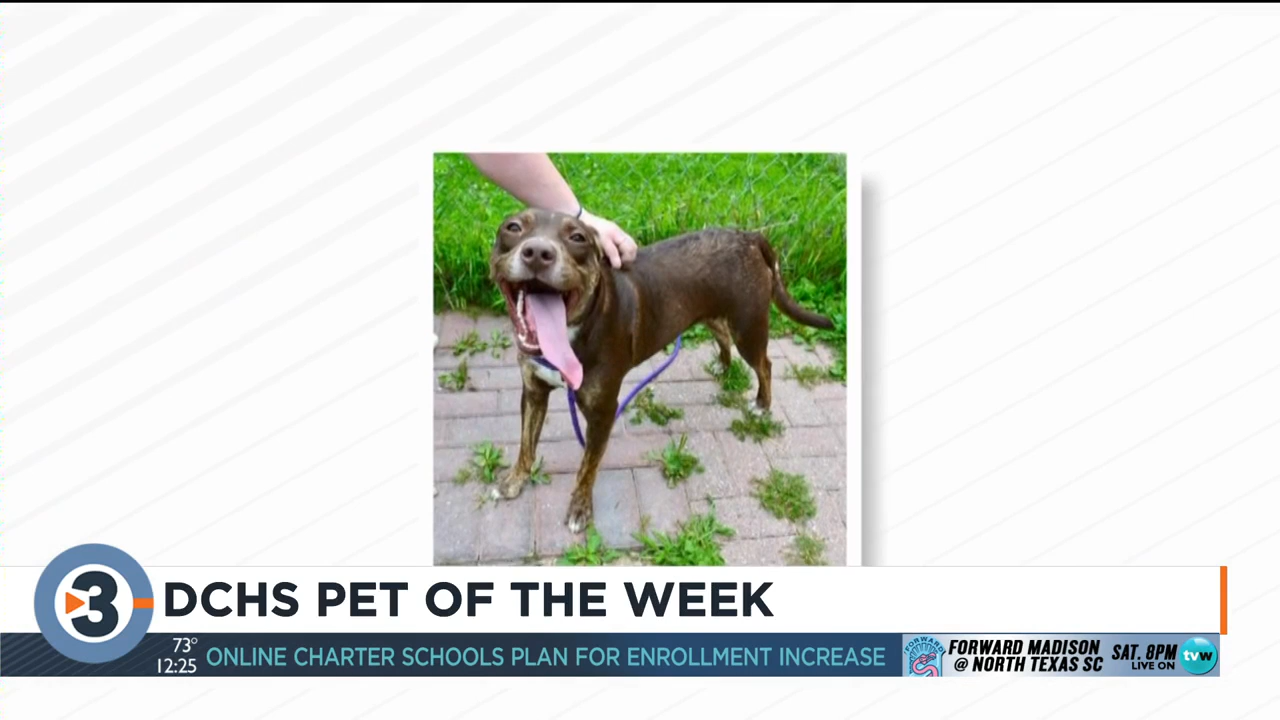 3
DCHS PET OF THE WEEK
73°
12:25
ONLINE CHARTER SCHOOLS PLAN FOR ENROLLMENT INCREASE
FORWARD
FORWARD MADISON
@ NORTH TEXAS SC
SAT. 8PM
LIVE ON
tvw